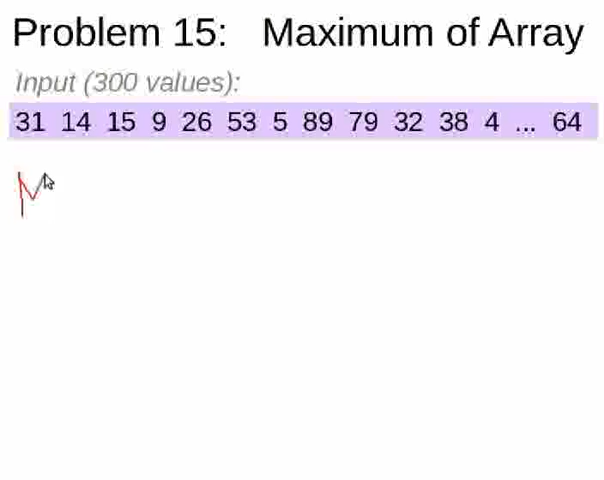 Problem 15: Maximum of Array
Input (300 values):
31 14 15 9 26 53 5 89 79 32 38 4 ... 64